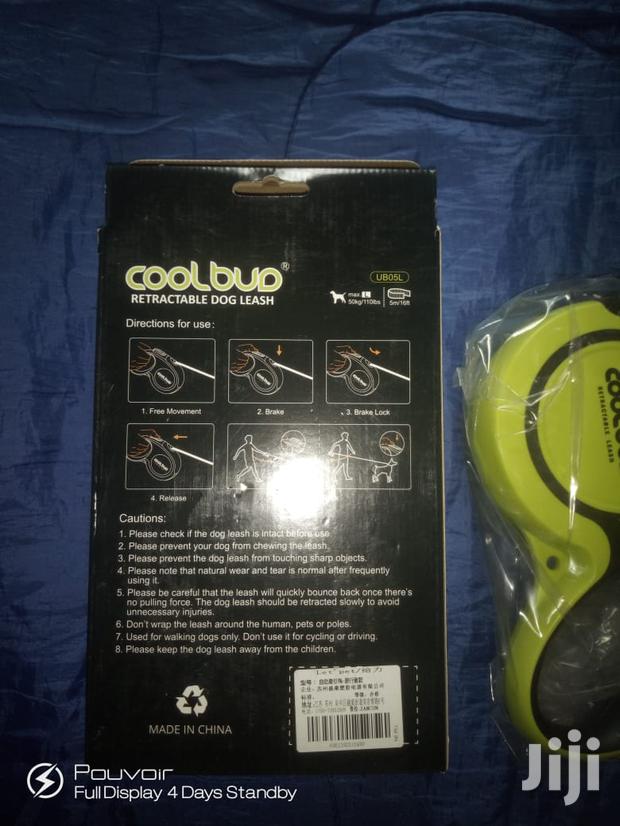 COOLBUD®
RETRACTABLE DOG LEASH
UB05L
max. L
50kg/110lbs
5m/16ft
Directions for use:
1. Free Movement
2. Brake
3. Brake Lock
4. Release
Cautions:
1. Please check if the dog leash is intact before use.
2. Please prevent your dog from chewing the leash.
3. Please prevent the dog leash from touching sharp objects.
4. Please note that natural wear and tear is normal after frequently
using it.
5. Please be careful that the leash will quickly bounce back once there's
no pulling force. The dog leash should be retracted slowly to avoid
unnecessary injuries.
6. Don't wrap the leash around the human, pets or poles.
7. Used for walking dogs only. Don't use it for cycling or driving.
8. Please keep the dog leash away from the children.
MADE IN CHINA
Let pet/给力
COOLBU
RETRACTABLE LEASH
Pouvoir
Full Display 4 Days Standby
Jiji